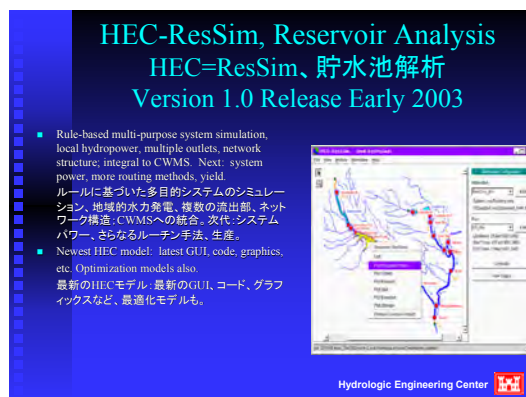 HEC-ResSim, Reservoir Analysis
HEC=ResSim、貯水池解析
Version 1.0 Release Early 2003
Rule-based multi-purpose system simulation,
local hydropower, multiple outlets, network
structure; integral to CWMS. Next: system
power, more routing methods, yield.
ルールに基づいた多目的システムのシミュレー
ション、地域的水力発電、複数の流出部、ネット
ワーク構造;CWMSへの統合。次代:システム
パワー、さらなるルーチン手法、生産。
Newest HEC model: latest GUI, code, graphics,
etc. Optimization models also.
最新のHECモデル:最新のGUI、コード、グラフ
ィックスなど、最適化モデルも。
Hydrologic Engineering Center